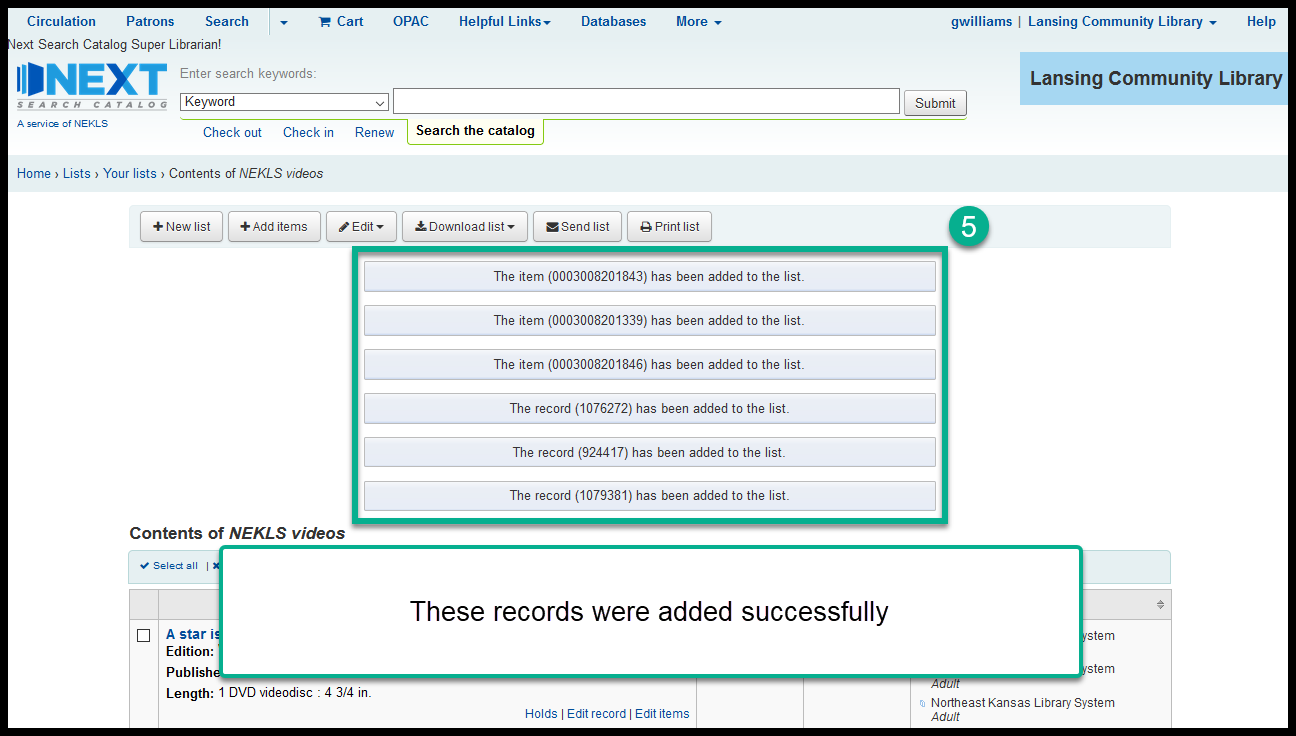 Circulation Patrons Search Cart OPAC Helpful Links Databases More gwilliams | Lansing Community Library Help
Next Search Catalog Super Librarian!
NEXT
SEARCH CATALOG
A service of NEKLS
Enter search keywords:
Keyword Submit
Check out Check in Renew Search the catalog
Lansing Community Library
Home › Lists › Your lists › Contents of NEKLS videos
New list Add items Edit Download list Send list Print list
5
The item (0003008201843) has been added to the list.
The item (0003008201339) has been added to the list.
The item (0003008201846) has been added to the list.
The record (1076272) has been added to the list.
The record (924417) has been added to the list.
The record (1079381) has been added to the list.
Contents of NEKLS videos
Select all |
These records were added successfully
A star is
Edition:
Length: 1 DVD videodisc : 4 3/4 in.
Holds | Edit record | Edit items
Adult
Northeast Kansas Library System
Adult